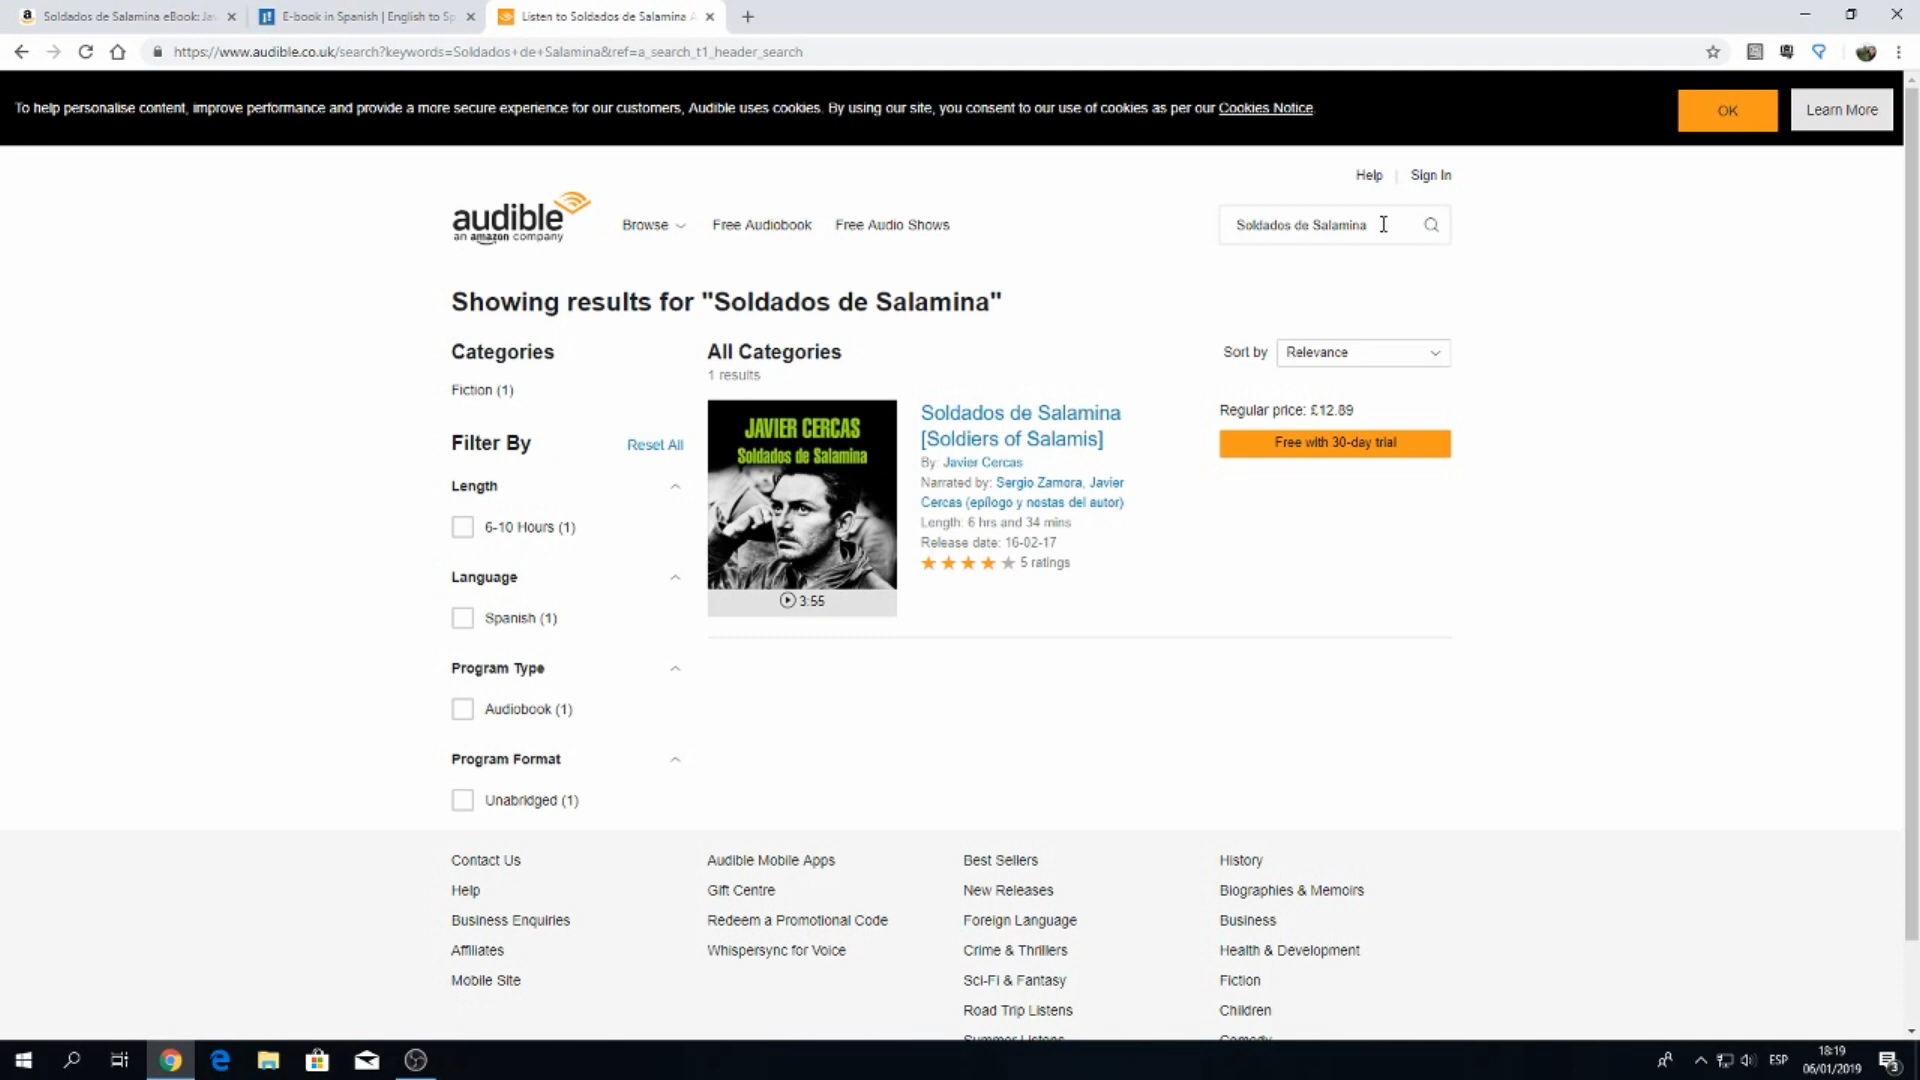 Soldados de Salamina eBook: Ja
E-book in Spanish | English to Sp
Listen to Soldados de Salamina A
https://www.audible.co.uk/search?keywords=Soldados+de+Salamina&ref=a_search_t1_header_search
To help personalise content, improve performance and provide a more secure experience for our customers, Audible uses cookies. By using our site, you consent to our use of cookies as per our Cookies Notice.
OK
Learn More
Help
Sign In
audible
an amazon company
Browse
Free Audiobook
Free Audio Shows
Soldados de Salamina
Showing results for "Soldados de Salamina"
Categories
Fiction (1)
Filter By
Reset All
Length
6-10 Hours (1)
Language
Spanish (1)
Program Type
Audiobook (1)
Program Format
Unabridged (1)
All Categories
1 results
Sort by
Relevance
JAVIER CERCAS
Soldados de Salamina
3:55
Soldados de Salamina
[Soldiers of Salamis]
By: Javier Cercas
Narrated by: Sergio Zamora, Javier
Cercas (epílogo y nostas del autor)
Length: 6 hrs and 34 mins
Release date: 16-02-17
5 ratings
Regular price: £12.89
Free with 30-day trial
Contact Us
Help
Business Enquiries
Affiliates
Mobile Site
Audible Mobile Apps
Gift Centre
Redeem a Promotional Code
Whispersync for Voice
Best Sellers
New Releases
Foreign Language
Crime & Thrillers
Sci-Fi & Fantasy
Road Trip Listens
Summer Listens
History
Biographies & Memoirs
Business
Health & Development
Fiction
Children
Comedy
ESP
18:19
06/01/2019
3